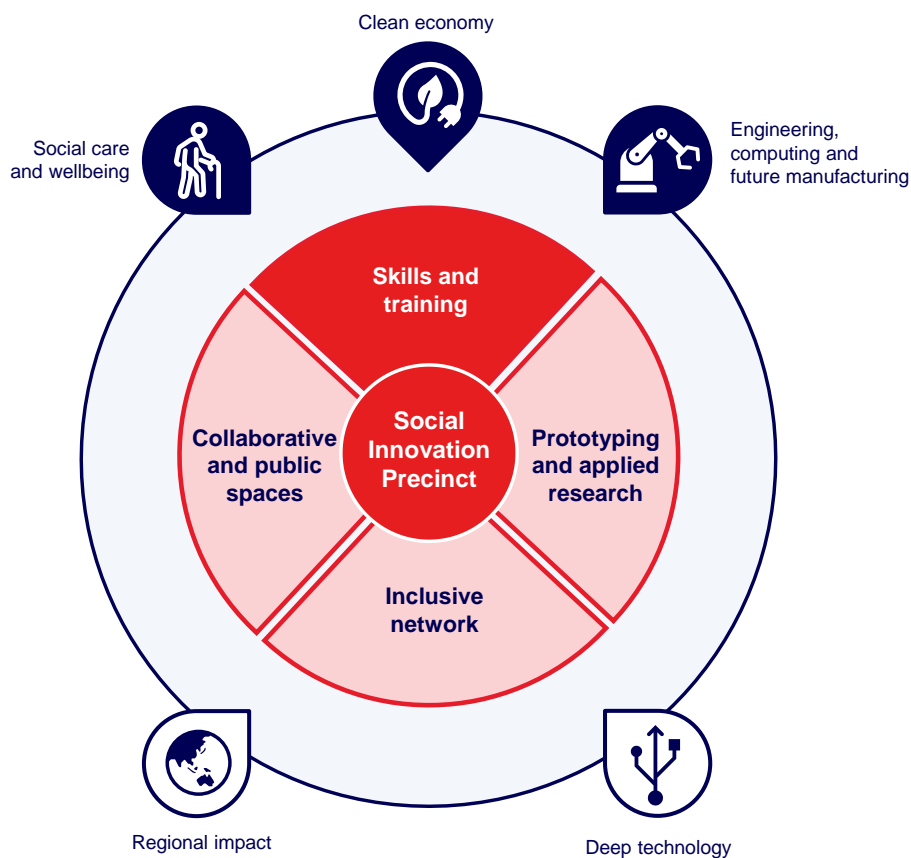 Clean economy
Social care
and wellbeing
Engineering,
computing and
future manufacturing
Skills and
training
Collaborative
and public
spaces
Social
Innovation
Precinct
Prototyping
and applied
research
Inclusive
network
Regional impact
Deep technology